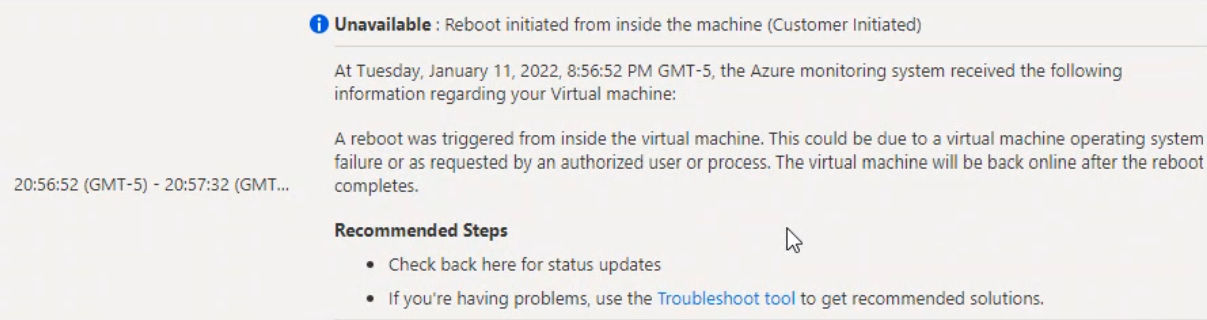 Unavailable : Reboot initiated from inside the machine (Customer Initiated)
At Tuesday, January 11, 2022, 8:56:52 PM GMT-5, the Azure monitoring system received the following
information regarding your Virtual machine:
A reboot was triggered from inside the virtual machine. This could be due to a virtual machine operating system
failure or as requested by an authorized user or process. The virtual machine will be back online after the reboot
20:56:52 (GMT-5) - 20:57:32 (GMT...
completes.
Recommended Steps
• Check back here for status updates
• If you're having problems, use the Troubleshoot tool to get recommended solutions.